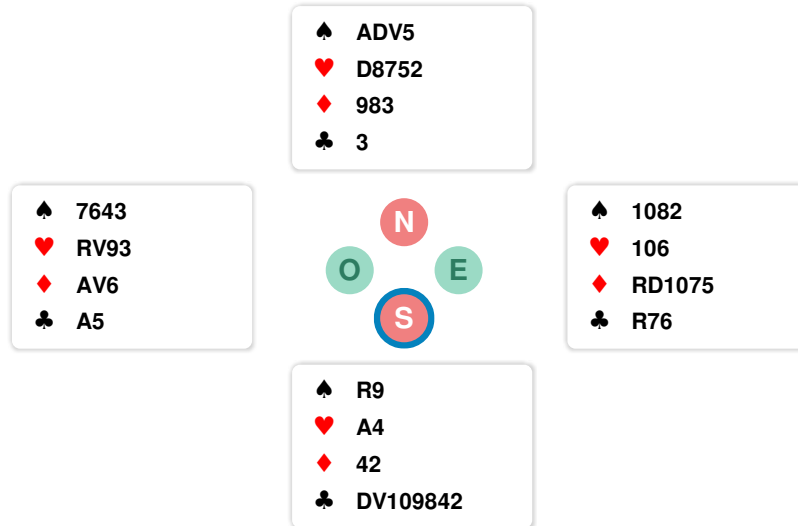 ♠ ADV5
♥ D8752
♦ 983
♣ 3
♠ 7643
♥ RV93
♦ AV6
♣ A5
N
O E
S
♠ 1082
♥ 106
♦ RD1075
♣ R76
♠ R9
♥ A4
♦ 42
♣ DV109842